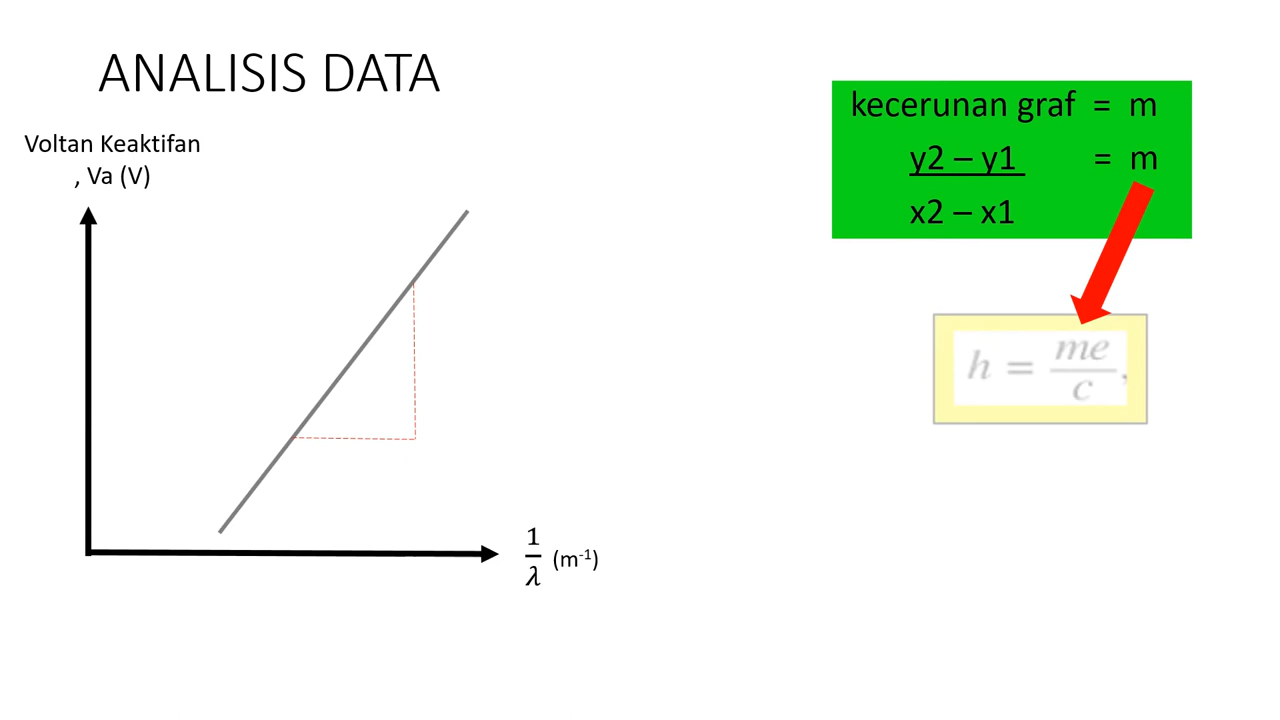 ANALISIS DATA
Voltan Keaktifan
, Va (V)
kecerunan graf = m
y2 – y1 = m
x2 – x1
h = me/c,
1/λ (m⁻¹)